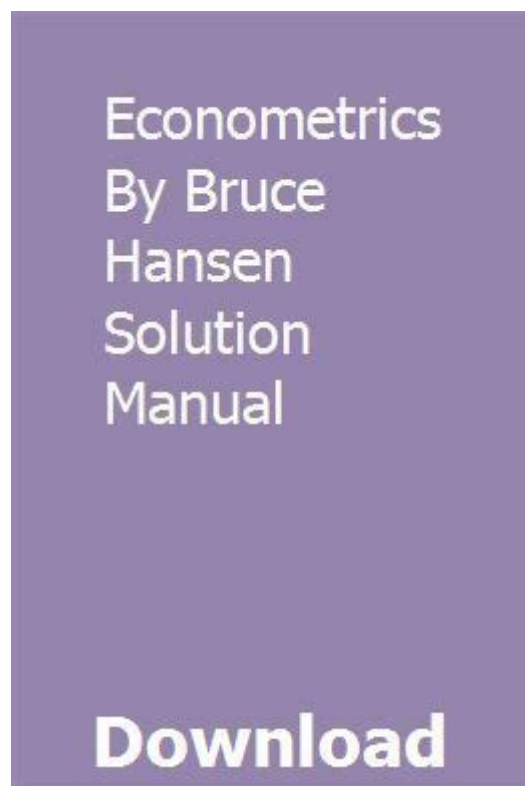 Econometrics
By Bruce
Hansen
Solution
Manual
Download